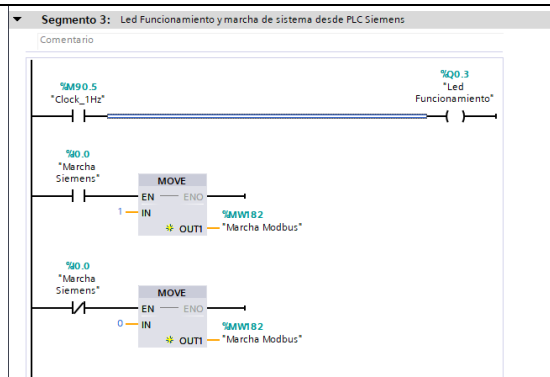 Segmento 3: Led Funcionamiento y marcha de sistema desde PLC Siemens
Comentario
%M90.5
"Clock_1Hz"
%Q0.3
"Led
Funcionamiento"
%I0.0
"Marcha
Siemens"
MOVE
EN ENO
1 IN
OUT1
%MW182
"Marcha Modbus"
%I0.0
"Marcha
Siemens"
MOVE
EN ENO
0 IN
OUT1
%MW182
"Marcha Modbus"